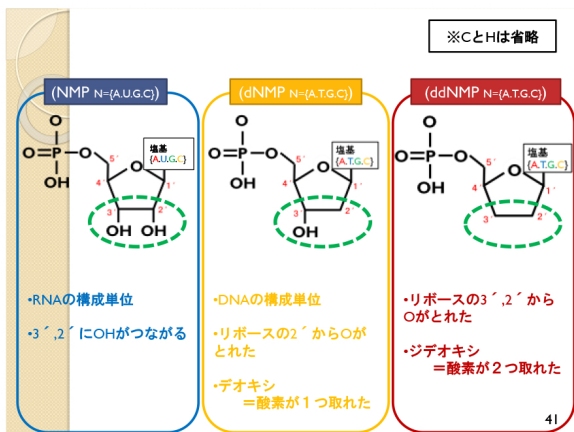 ※CとHは省略
(NMP N={A.U.G.C})
O
O=P
O
OH
5´
O
4´
1´
3´
2´
OH OH
塩基
{A.U.G.C}
・RNAの構成単位
・3´,2´にOHがつながる
(dNMP N={A.T.G.C})
O
O=P
O
OH
5´
O
4´
1´
3´
2´
OH
塩基
{A.T.G.C}
・DNAの構成単位
・リボースの2´からOが
とれた
・デオキシ
=酸素が1つ取れた
(ddNMP N={A.T.G.C})
O
O=P
O
OH
5´
O
4´
1´
3´
2´
塩基
{A.T.G.C}
・リボースの3´,2´から
Oがとれた
・ジデオキシ
=酸素が2つ取れた
41